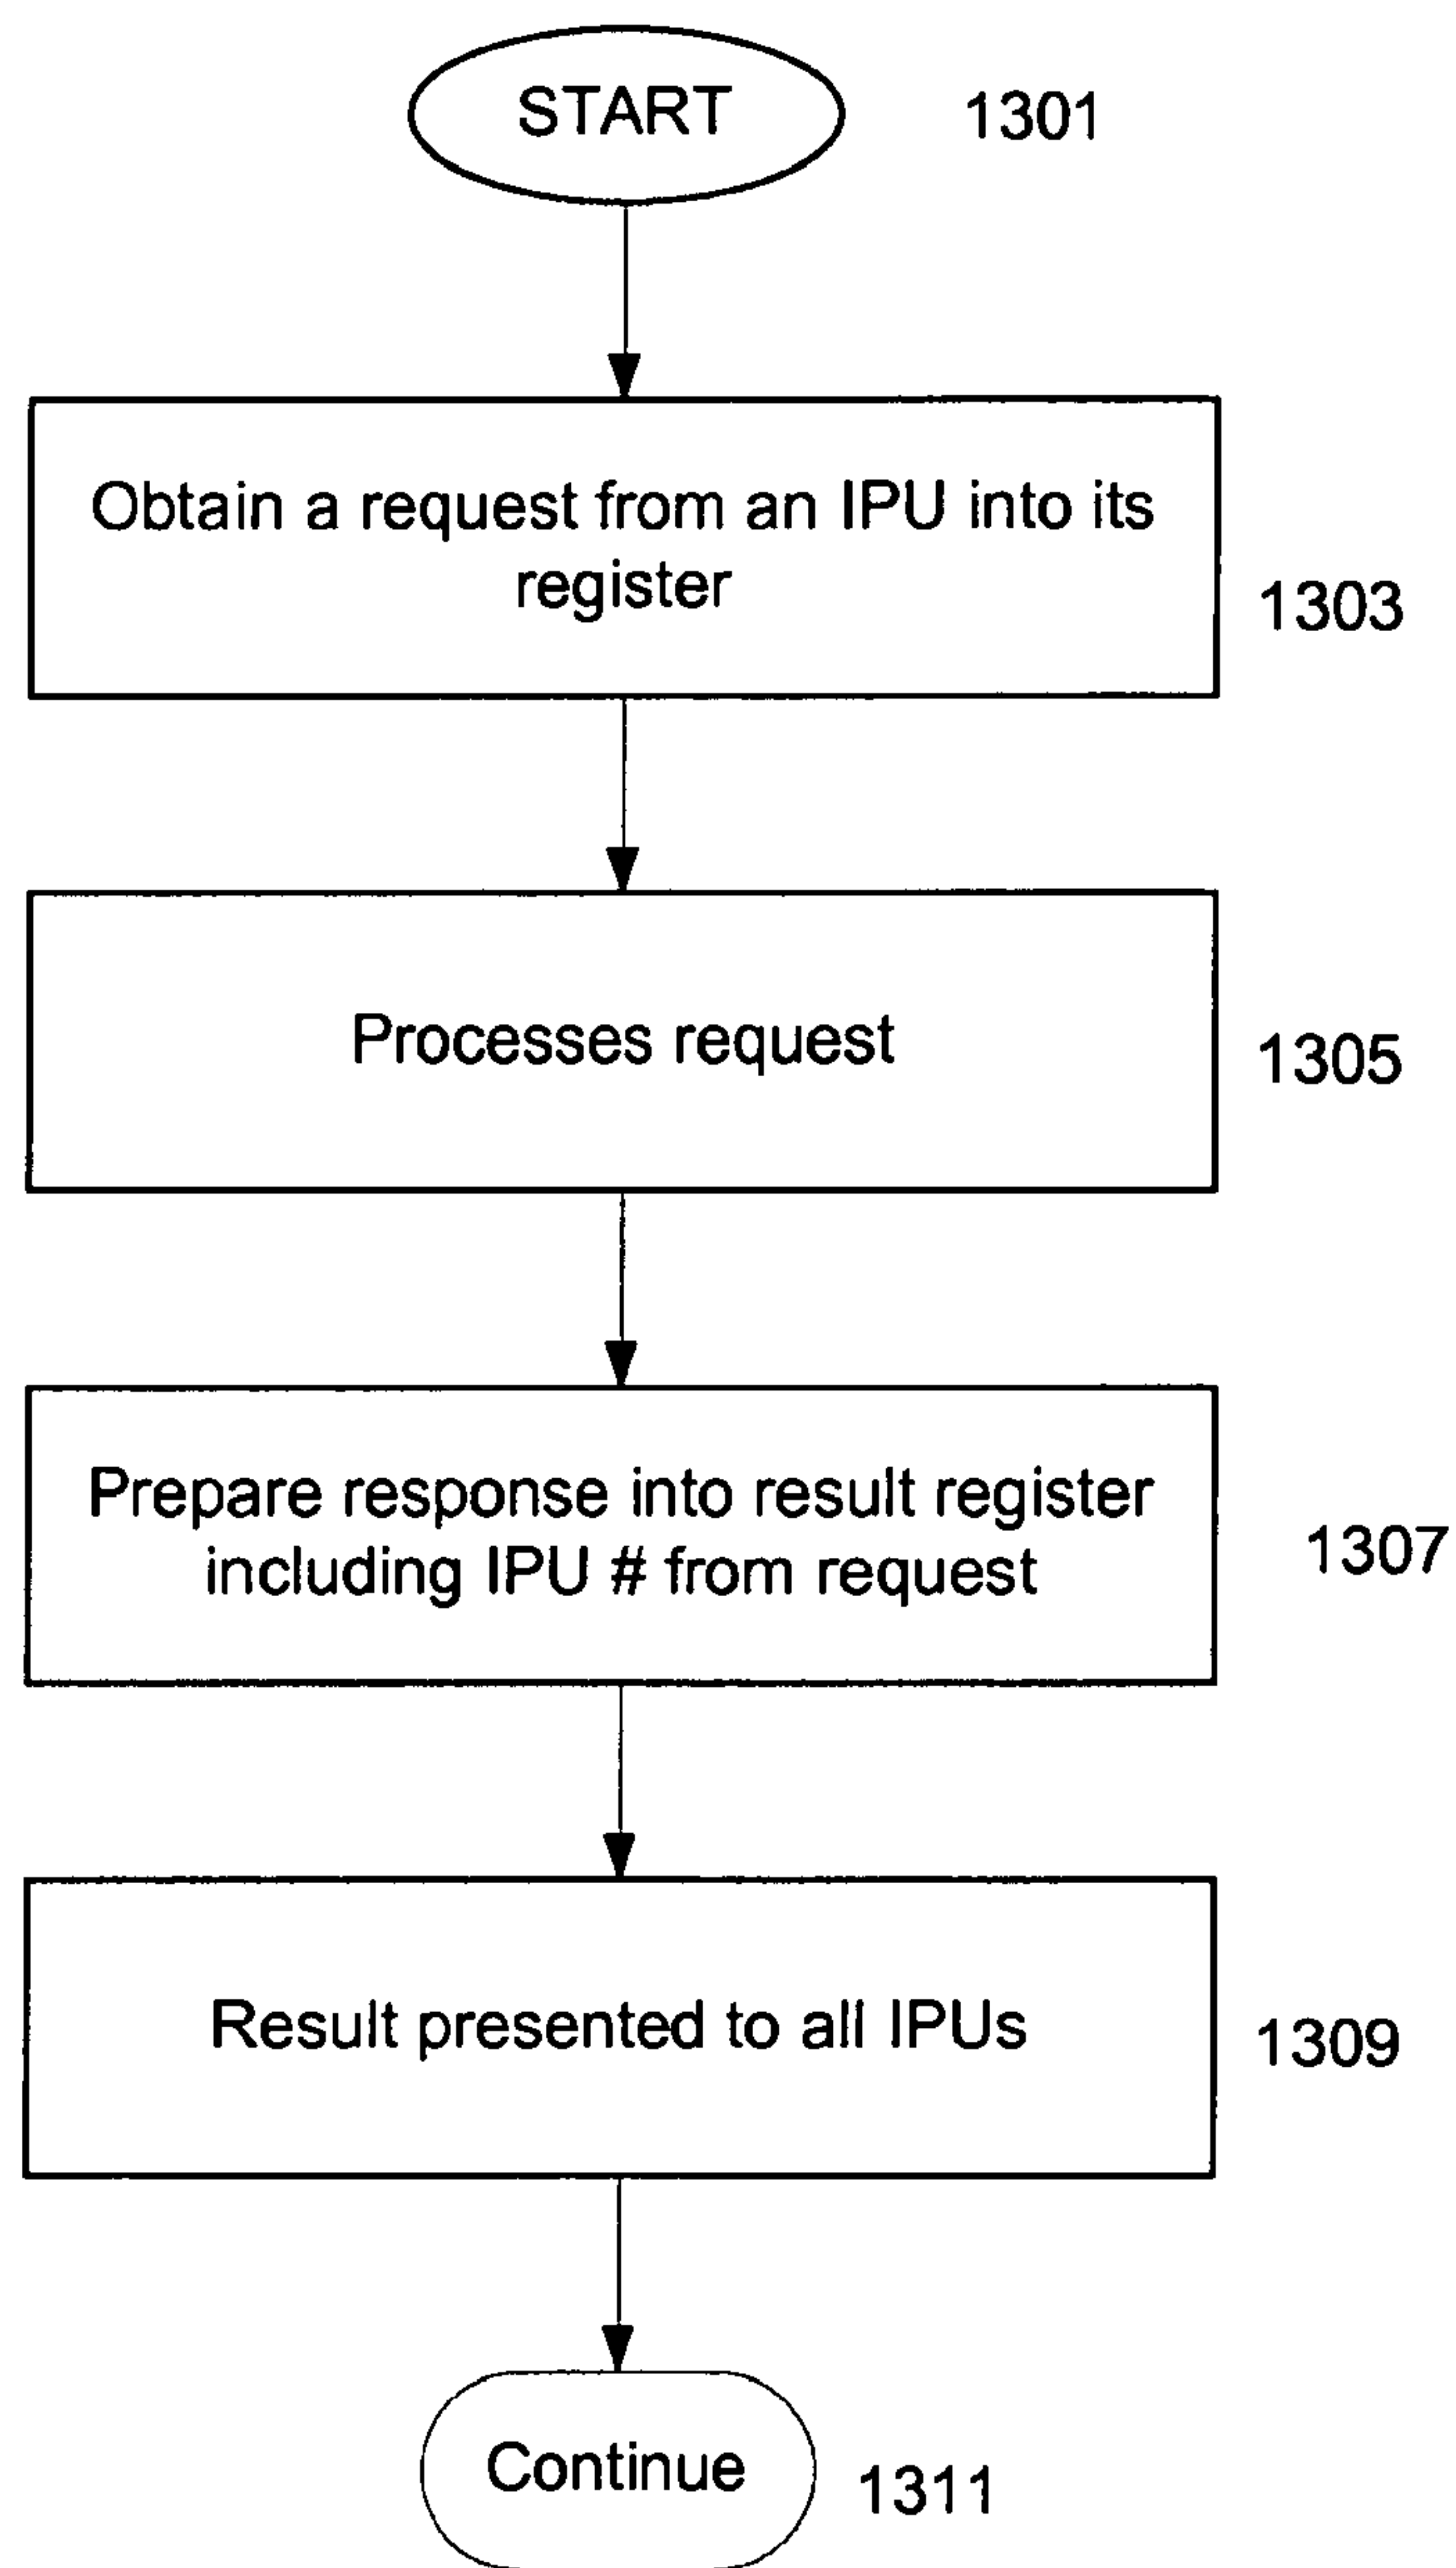 START
1301
Obtain a request from an IPU into its
register
1303
Processes request
1305
Prepare response into result register
including IPU # from request
1307
Result presented to all IPUs
1309
Continue
1311